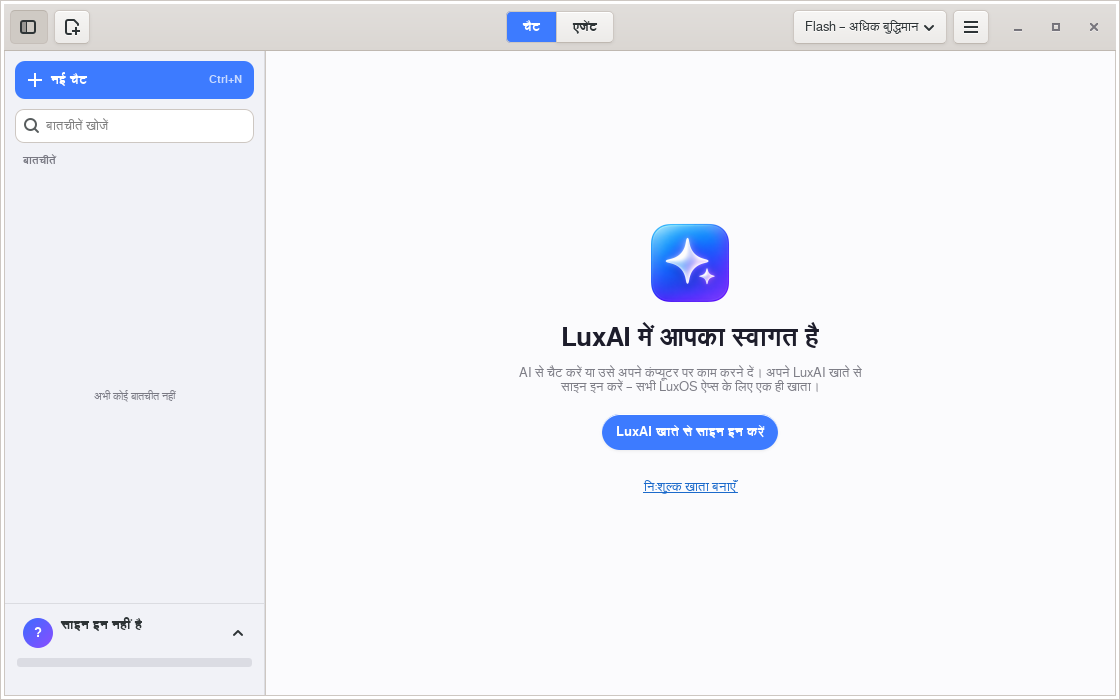 चैट
एजेंट
Flash – अधिक बुद्धिमान
नई चैट
Ctrl+N
बातचीतें खोजें
बातचीतें
अभी कोई बातचीत नहीं
LuxAI में आपका स्वागत है
AI से चैट करें या उसे अपने कंप्यूटर पर काम करने दें। अपने LuxAI खाते से
साइन इन करें – सभी LuxOS ऐप्स के लिए एक ही खाता।
LuxAI खाते से साइन इन करें
निःशुल्क खाता बनाएँ
?
साइन इन नहीं है